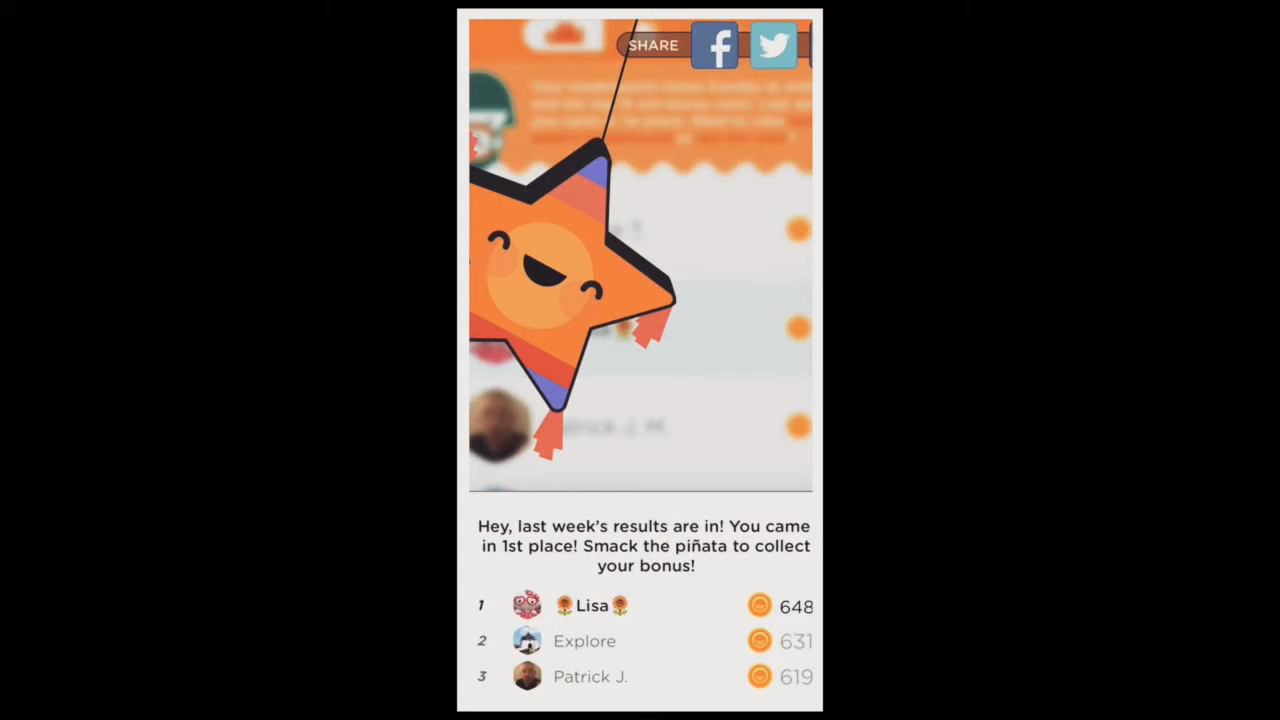 SHARE
Hey, last week's results are in! You came
in 1st place! Smack the piñata to collect
your bonus!
1 🌻Lisa🌻 648
2 Explore 631
3 Patrick J. 619